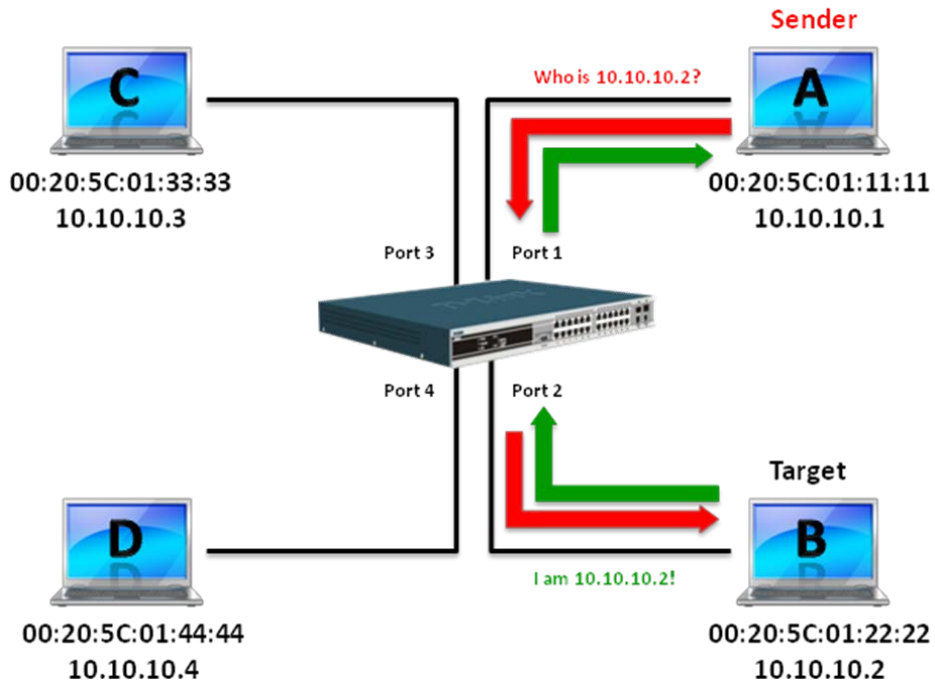 Sender
Who is 10.10.10.2?
C
A
00:20:5C:01:33:33
10.10.10.3
00:20:5C:01:11:11
10.10.10.1
Port 3
Port 1
Port 4
Port 2
Target
D
B
I am 10.10.10.2!
00:20:5C:01:44:44
10.10.10.4
00:20:5C:01:22:22
10.10.10.2